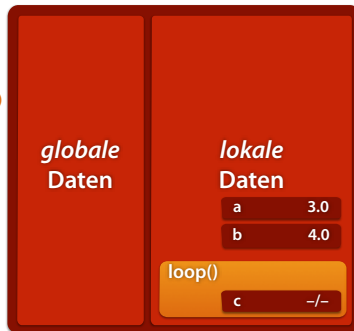 globale
Daten
lokale
Daten
a 3.0
b 4.0
loop()
c –/–